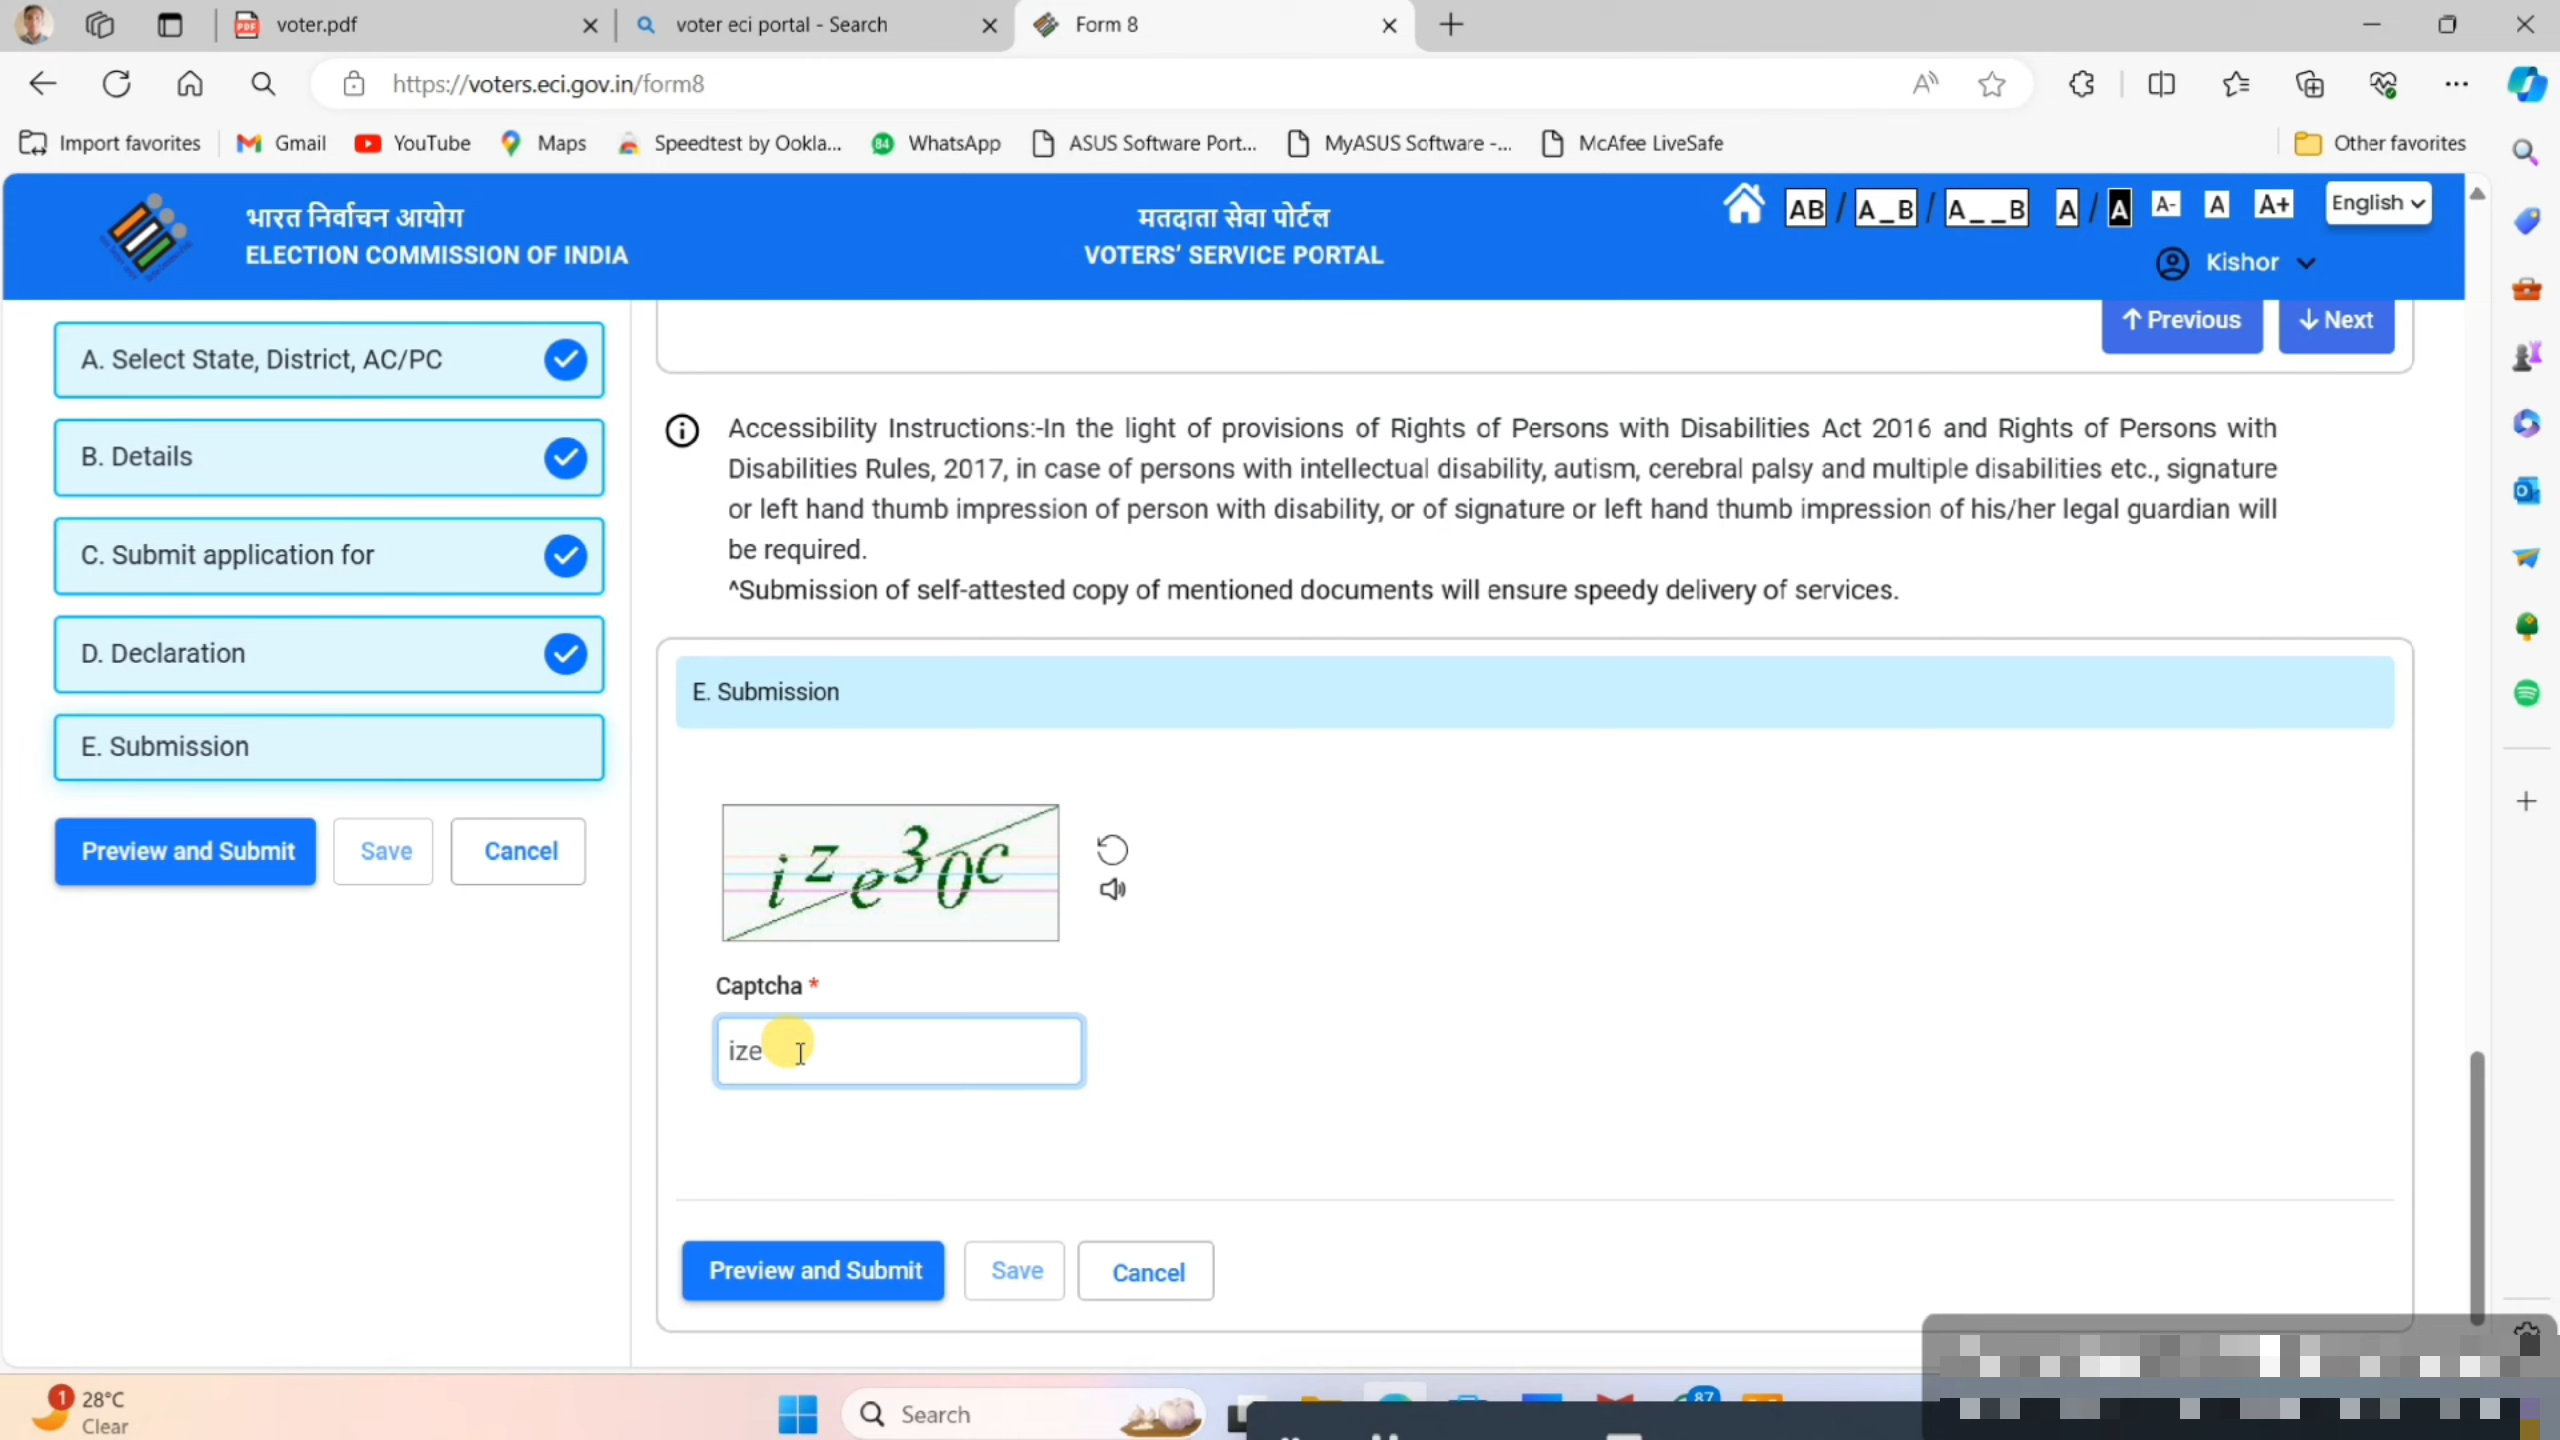 voter.pdf
voter eci portal - Search
Form 8
https://voters.eci.gov.in/form8
Import favorites
Gmail
YouTube
Maps
Speedtest by Ookla...
84
WhatsApp
ASUS Software Port...
MyASUS Software -...
McAfee LiveSafe
Other favorites
भारत निर्वाचन आयोग
ELECTION COMMISSION OF INDIA
मतदाता सेवा पोर्टल
VOTERS' SERVICE PORTAL
AB / A_B / A__B A / A A- A A+
English
Kishor
A. Select State, District, AC/PC
B. Details
C. Submit application for
D. Declaration
E. Submission
Preview and Submit
Save
Cancel
Previous
Next
Accessibility Instructions:-In the light of provisions of Rights of Persons with Disabilities Act 2016 and Rights of Persons with
Disabilities Rules, 2017, in case of persons with intellectual disability, autism, cerebral palsy and multiple disabilities etc., signature
or left hand thumb impression of person with disability, or of signature or left hand thumb impression of his/her legal guardian will
be required.
^Submission of self-attested copy of mentioned documents will ensure speedy delivery of services.
E. Submission
ize30c
Captcha *
ize
Preview and Submit
Save
Cancel
1
28°C
Clear
Search
87